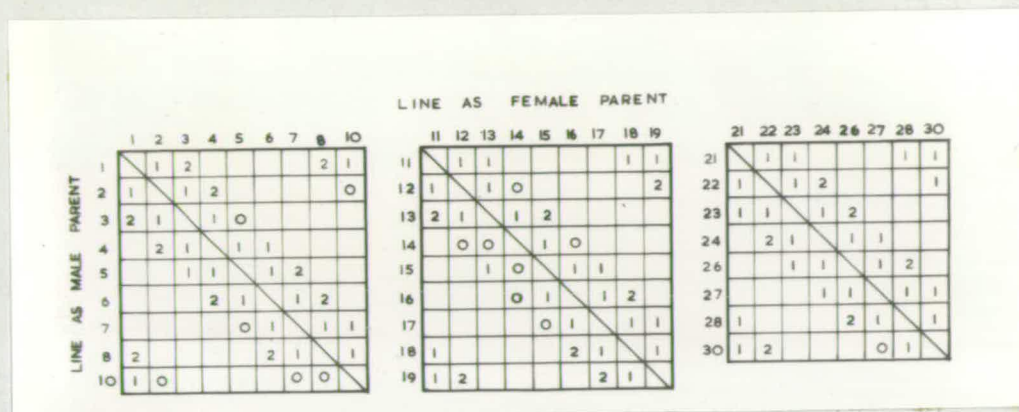 LINE AS FEMALE PARENT
LINE AS MALE PARENT
1 2 3 4 5 6 7 8 10
1 1 2 2 1
2 1 1 2 0
3 2 1 1 0
4 2 1 1 1
5 1 1 1 2
6 2 1 1 2
7 0 1 1 1
8 2 2 1 1
10 1 0 0 0
11 12 13 14 15 16 17 18 19
11 1 1 1 1
12 1 1 0 2
13 2 1 1 2
14 0 0 1 0
15 1 0 1 1
16 0 1 1 2
17 0 1 1 1
18 1 2 1 1
19 1 2 2 1
21 22 23 24 26 27 28 30
21 1 1 1 1
22 1 1 2 1
23 1 1 1 2
24 2 1 1 1
26 1 1 1 2
27 1 1 1 1
28 1 2 1 1
30 1 2 0 1